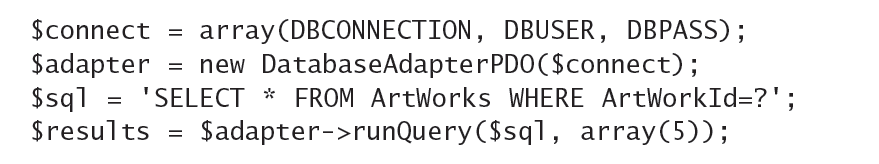 $connect = array(DBCONNECTION, DBUSER, DBPASS);
$adapter = new DatabaseAdapterPDO($connect);
$sql = 'SELECT * FROM ArtWorks WHERE ArtWorkId=?';
$results = $adapter->runQuery($sql, array(5));